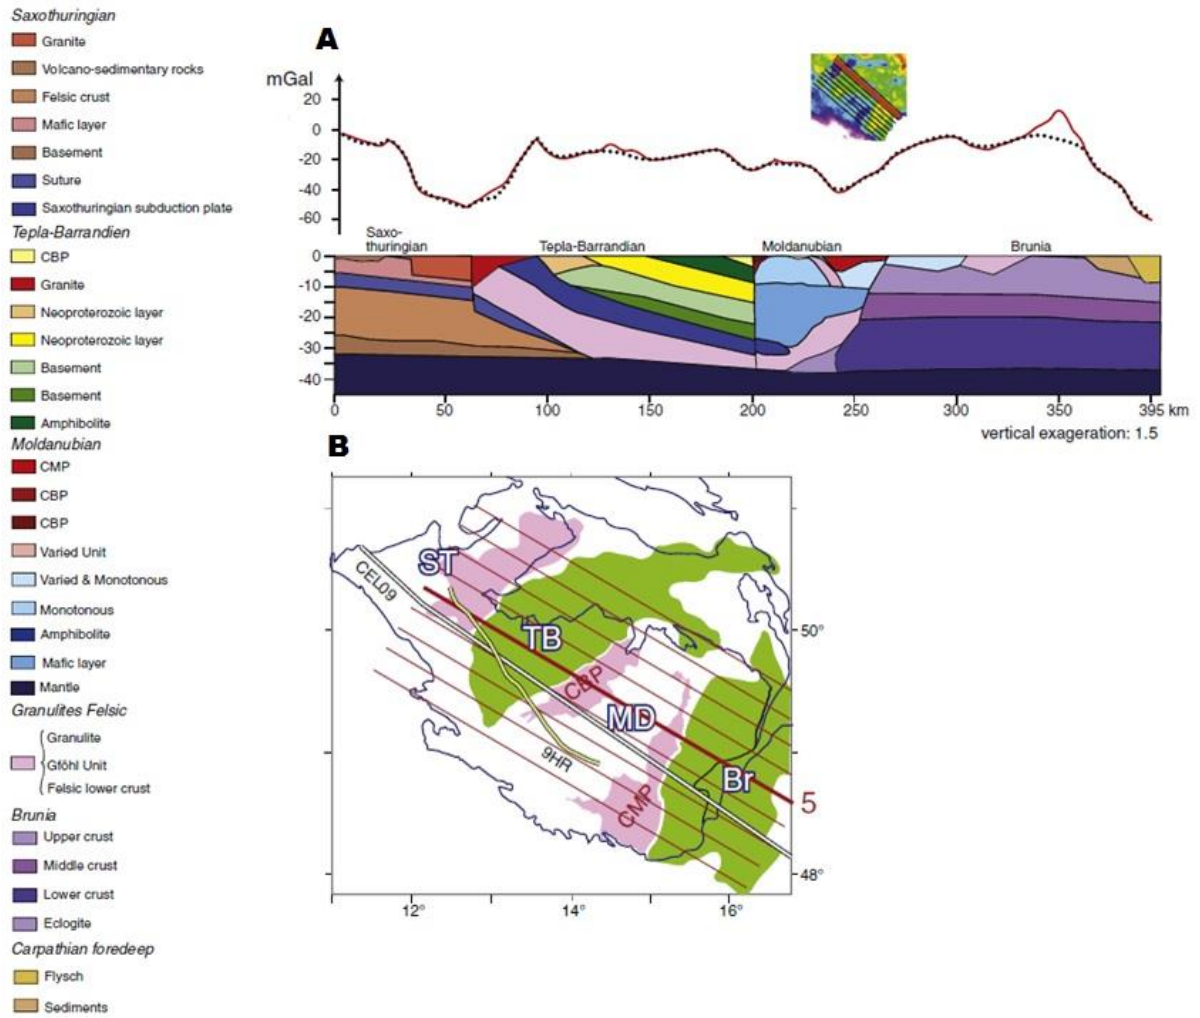 Saxothuringian
Granite
Volcano-sedimentary rocks
Felsic crust
Mafic layer
Basement
Suture
Saxothuringian subduction plate
Tepla-Barrandien
CBP
Granite
Neoproterozoic layer
Neoproterozoic layer
Basement
Basement
Amphibolite
Moldanubian
CMP
CBP
CBP
Varied Unit
Varied & Monotonous
Monotonous
Amphibolite
Mafic layer
Mantle
Granulites Felsic
Granulite
Gföhl Unit
Felsic lower crust
Brunia
Upper crust
Middle crust
Lower crust
Eclogite
Carpathian foredeep
Flysch
Sediments
A
mGal
20
0
-20
-40
-60
Saxo-
thuringian
Tepla-Barrandian
Moldanubian
Brunia
0
-10
-20
-30
-40
0 50 100 150 200 250 300 350 395 km
vertical exageration: 1.5
B
ST
CEL09
TB
50°
CBP
MD
9HR
Br
5
CMP
48°
12° 14° 16°